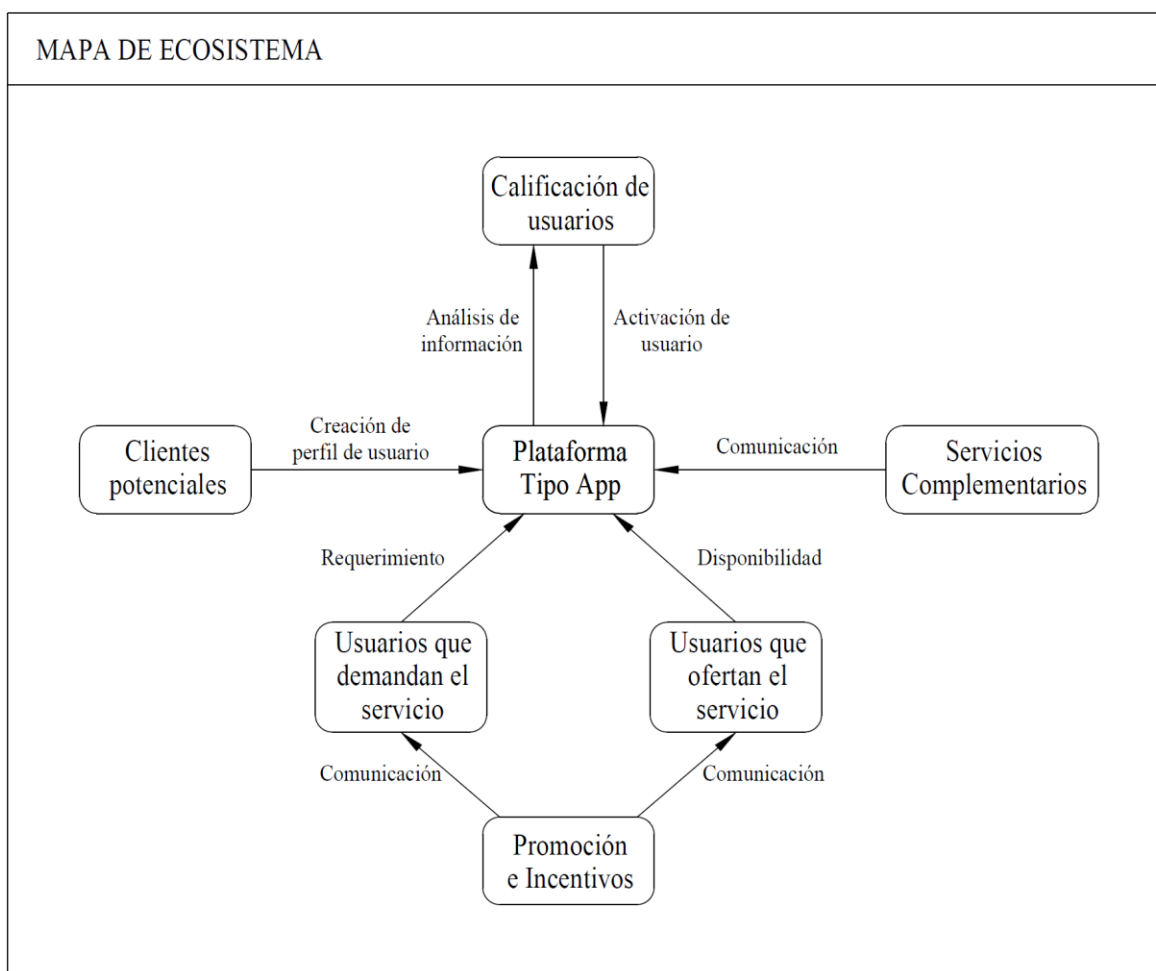 MAPA DE ECOSISTEMA
Calificación de
usuarios
Análisis de
información
Activación de
usuario
Clientes
potenciales
Creación de
perfil de usuario
Plataforma
Tipo App
Comunicación
Servicios
Complementarios
Requerimiento
Disponibilidad
Usuarios que
demandan el
servicio
Usuarios que
ofertan el
servicio
Comunicación
Comunicación
Promoción
e Incentivos